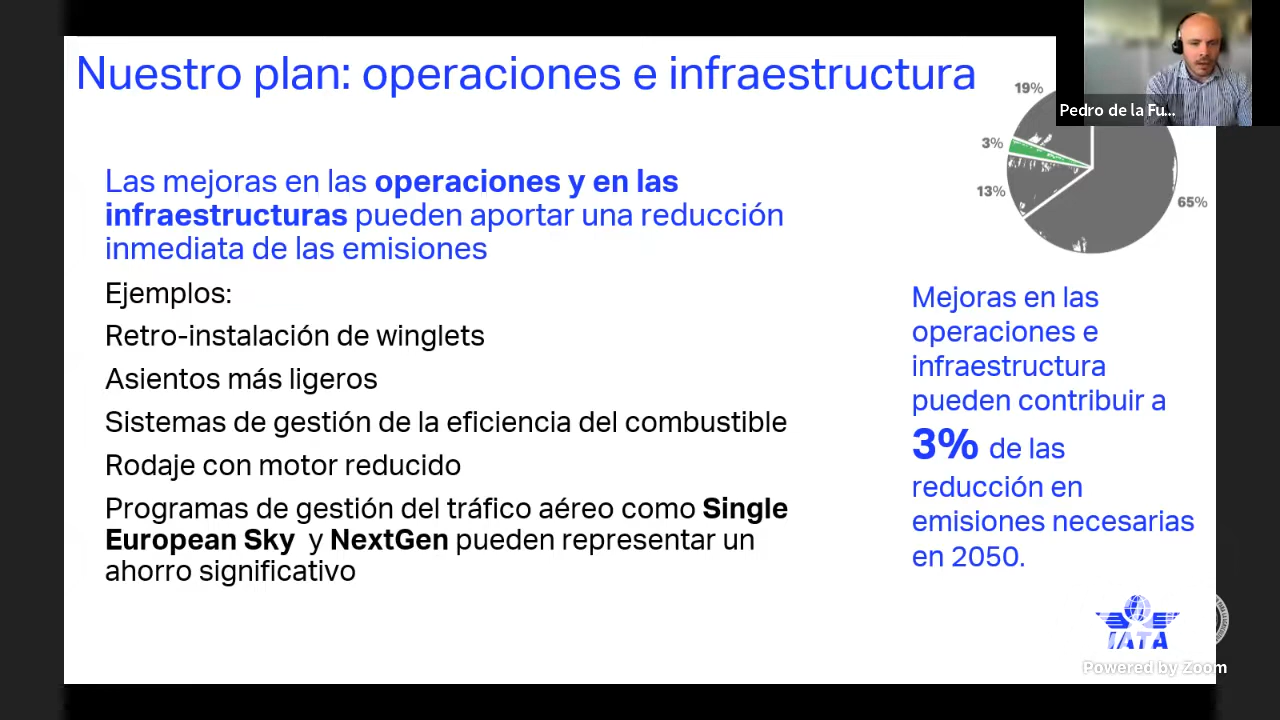 Nuestro plan: operaciones e infraestructura
19%
Pedro de la Fu...
3%
13%
65%
Las mejoras en las operaciones y en las
infraestructuras pueden aportar una reducción
inmediata de las emisiones
Ejemplos:
Retro-instalación de winglets
Asientos más ligeros
Sistemas de gestión de la eficiencia del combustible
Rodaje con motor reducido
Programas de gestión del tráfico aéreo como Single
European Sky y NextGen pueden representar un
ahorro significativo
Mejoras en las
operaciones e
infraestructura
pueden contribuir a
3% de las
reducción en
emisiones necesarias
en 2050.
IATA
Powered by Zoom